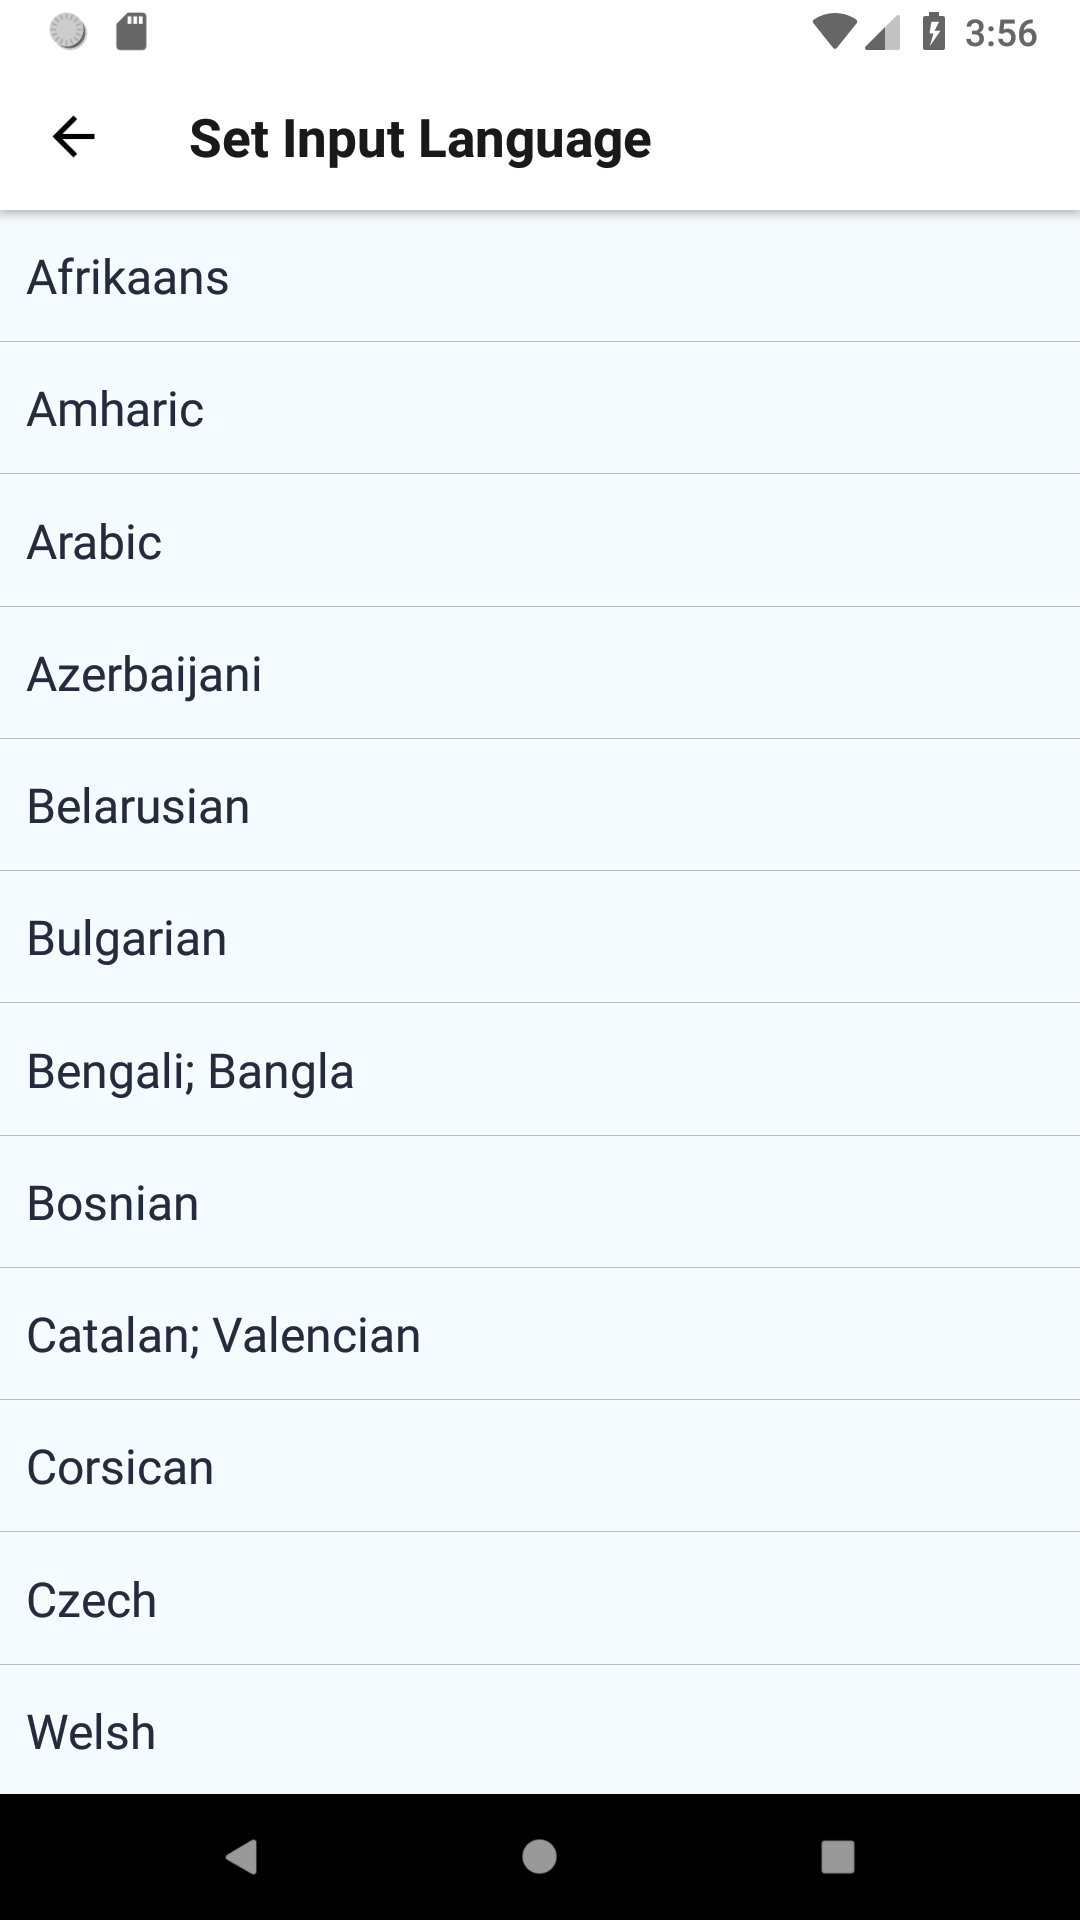 3:56
Set Input Language
Afrikaans
Amharic
Arabic
Azerbaijani
Belarusian
Bulgarian
Bengali; Bangla
Bosnian
Catalan; Valencian
Corsican
Czech
Welsh